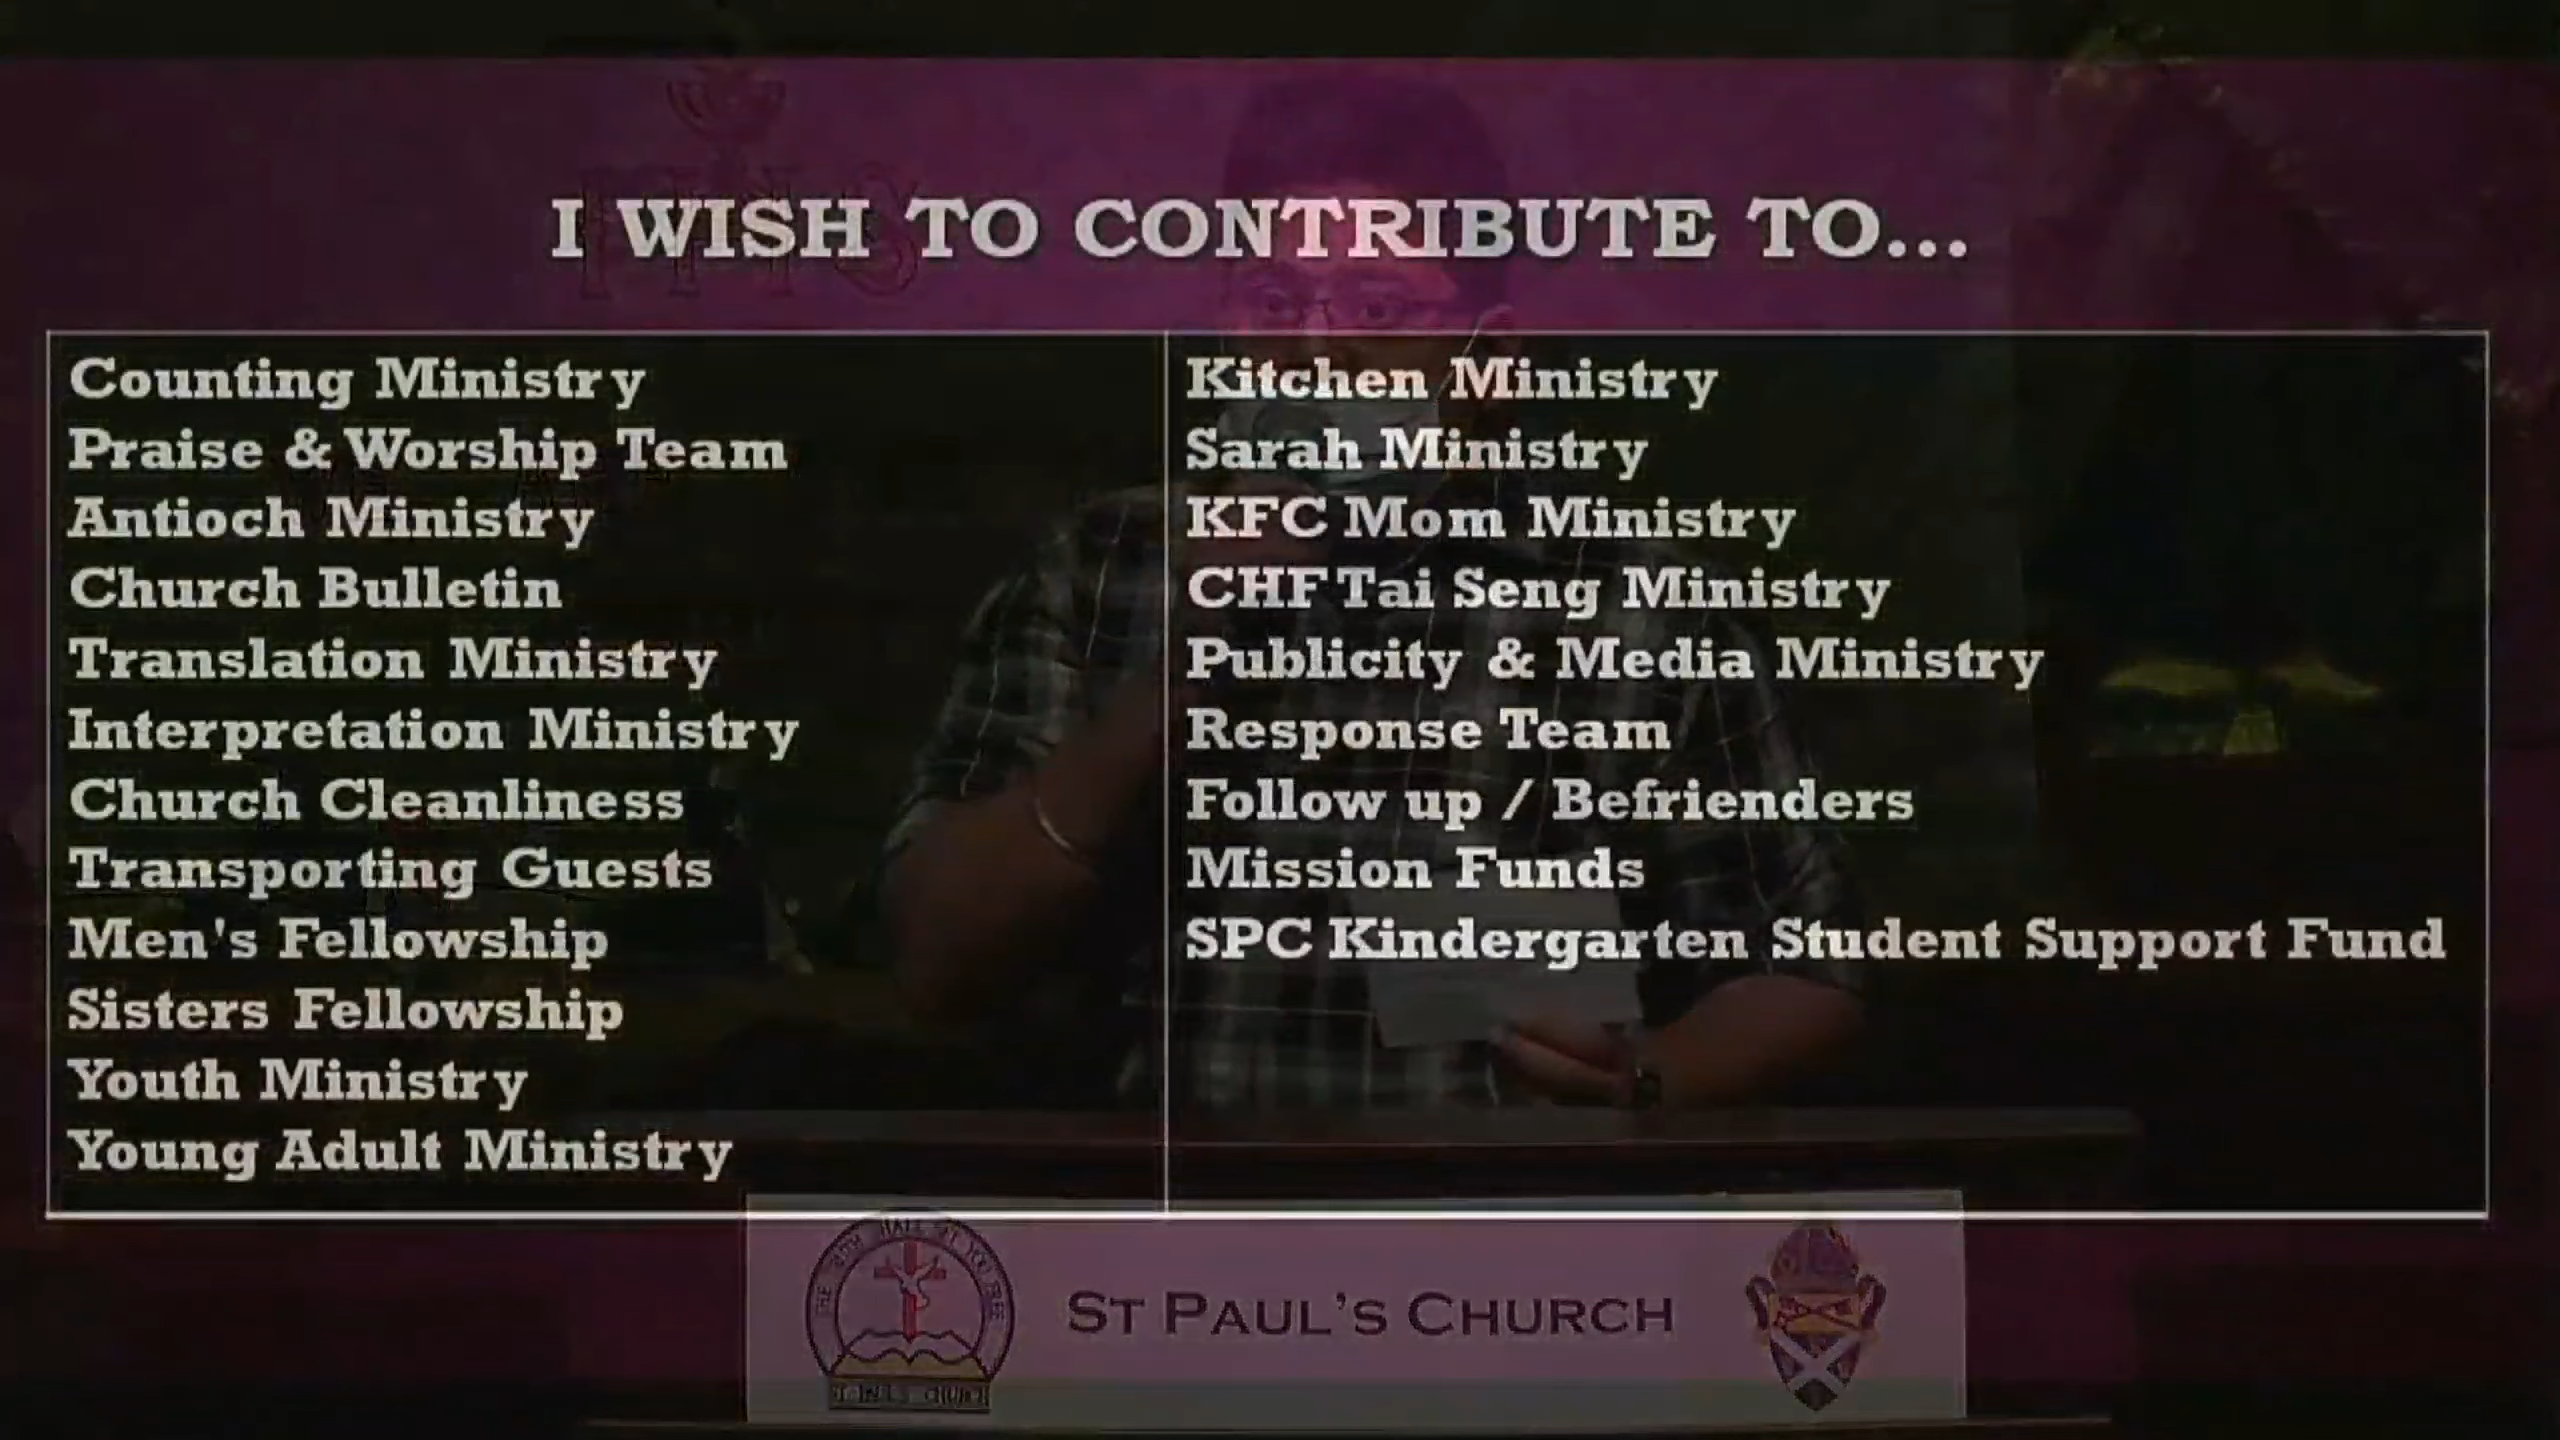 I WISH TO CONTRIBUTE TO...
Counting Ministry
Praise & Worship Team
Antioch Ministry
Church Bulletin
Translation Ministry
Interpretation Ministry
Church Cleanliness
Transporting Guests
Men's Fellowship
Sisters Fellowship
Youth Ministry
Young Adult Ministry
Kitchen Ministry
Sarah Ministry
KFC Mom Ministry
CHF Tai Seng Ministry
Publicity & Media Ministry
Response Team
Follow up / Befrienders
Mission Funds
SPC Kindergarten Student Support Fund
ST PAUL'S CHURCH